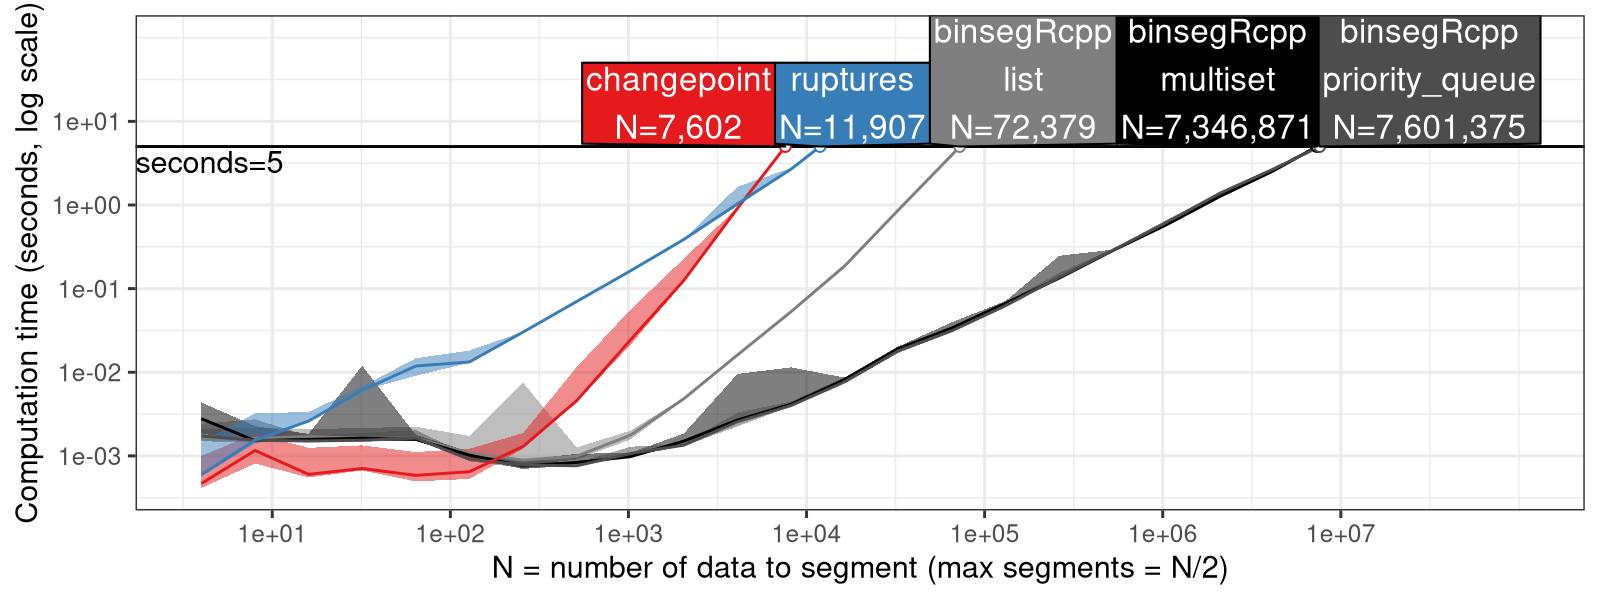 binsegRcpp
list
N=72,379
binsegRcpp
multiset
N=7,346,871
binsegRcpp
priority_queue
N=7,601,375
changepoint
N=7,602
ruptures
N=11,907
seconds=5
Computation time (seconds, log scale)
1e+01
1e+00
1e-01
1e-02
1e-03
1e+01
1e+02
1e+03
1e+04
1e+05
1e+06
1e+07
N = number of data to segment (max segments = N/2)